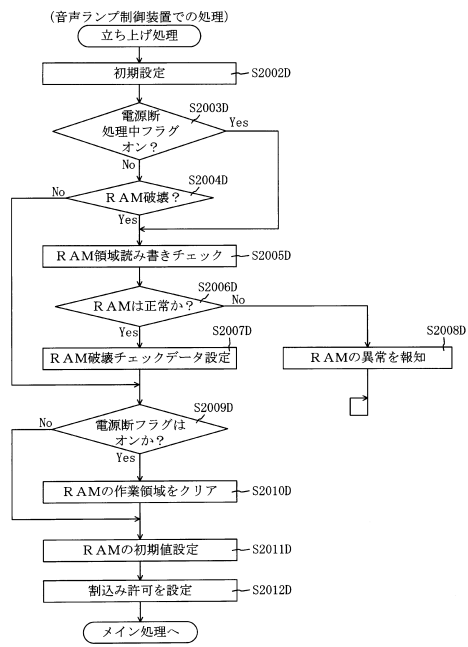 (音声ランプ制御装置での処理)
立ち上げ処理
初期設定
S2002D
電源断
処理中フラグ
オン？
S2003D
Yes
No
RAM破壊？
S2004D
No
Yes
RAM領域読み書きチェック
S2005D
RAMは正常か？
S2006D
No
Yes
RAM破壊チェックデータ設定
S2007D
RAMの異常を報知
S2008D
電源断フラグは
オンか？
S2009D
No
Yes
RAMの作業領域をクリア
S2010D
RAMの初期値設定
S2011D
割込み許可を設定
S2012D
メイン処理へ